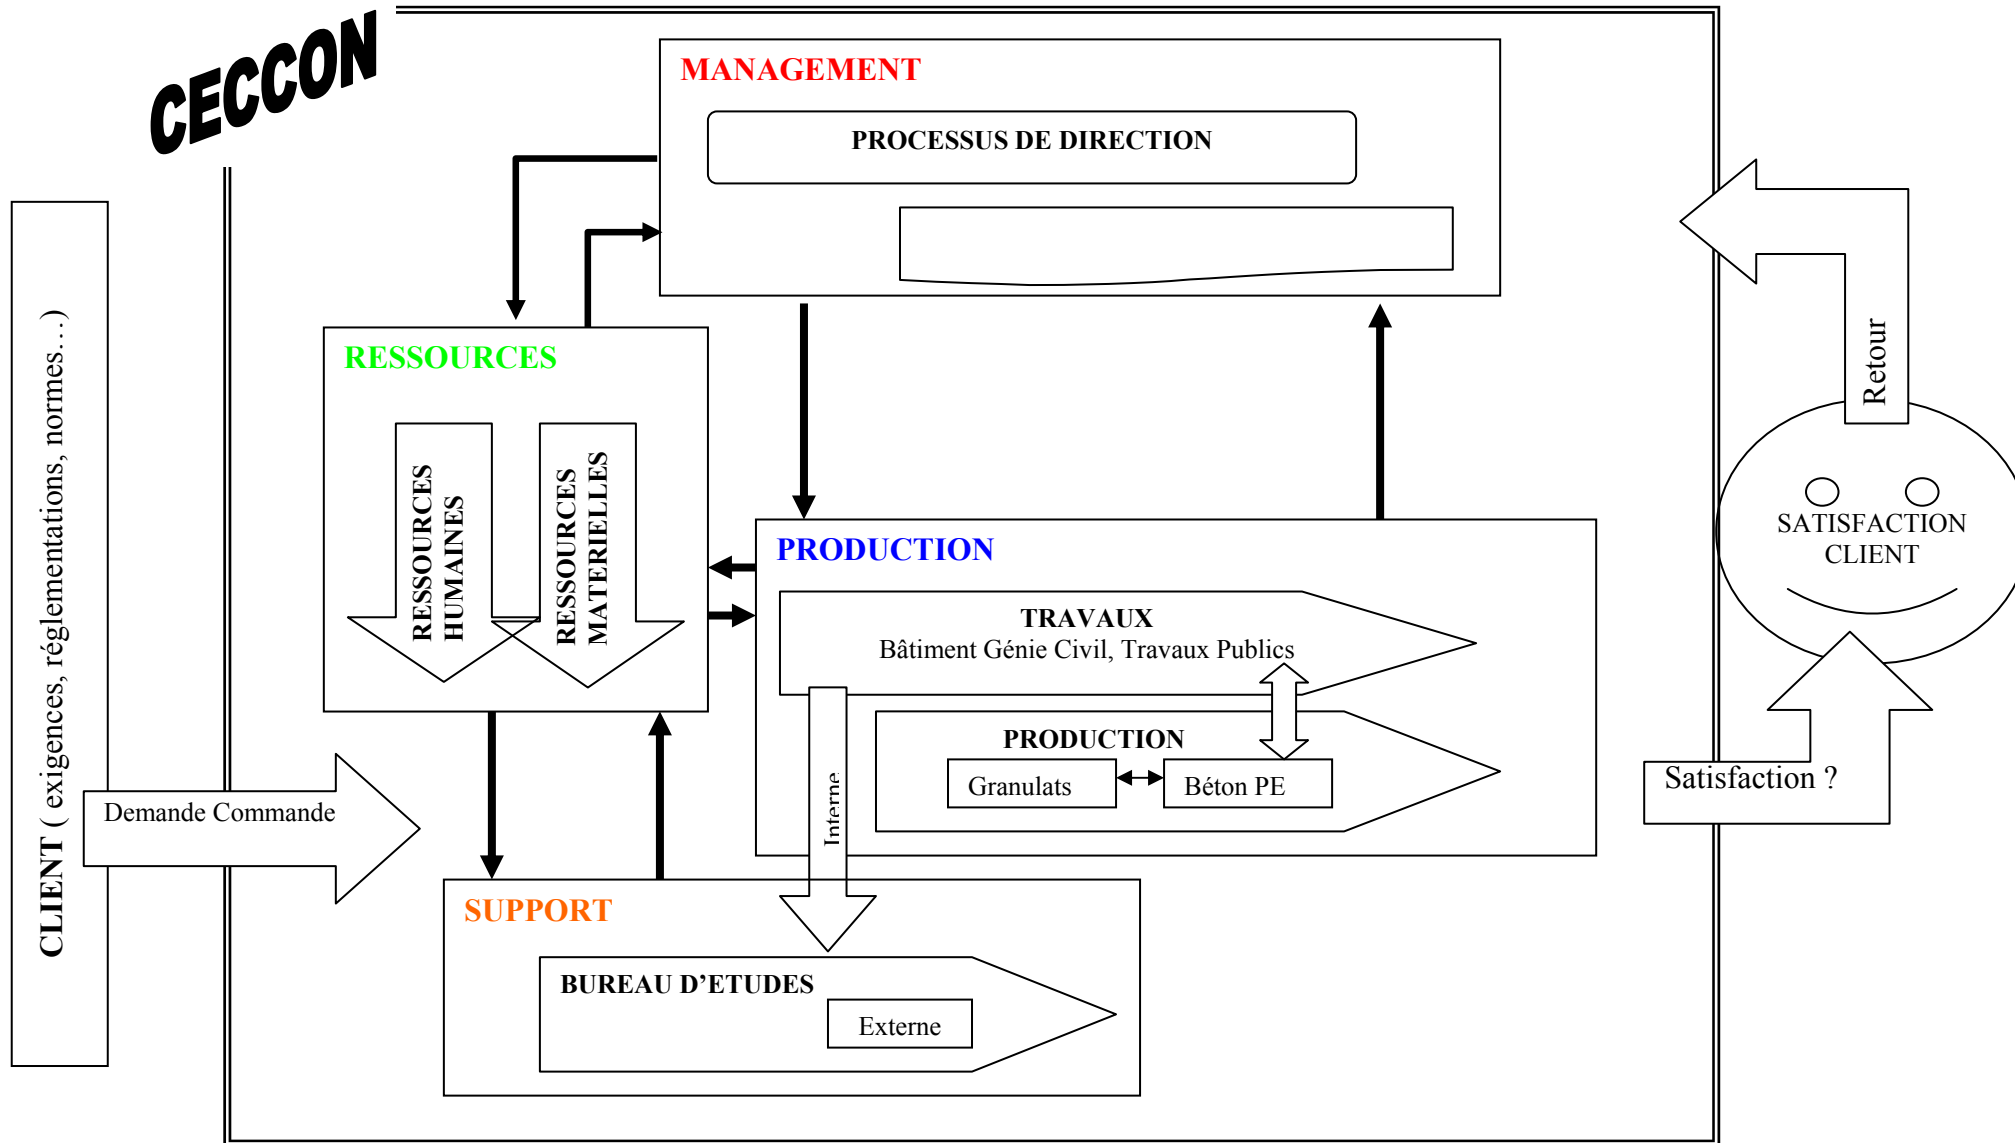 CECCON
MANAGEMENT
PROCESSUS DE DIRECTION
CLIENT ( exigences, réglementations, normes…)
Demande Commande
RESSOURCES
RESSOURCES
HUMAINES
RESSOURCES
MATERIELLES
PRODUCTION
TRAVAUX
Bâtiment Génie Civil, Travaux Publics
PRODUCTION
Granulats
Béton PE
Interne
SUPPORT
BUREAU D’ETUDES
Externe
Satisfaction ?
SATISFACTION
CLIENT
Retour